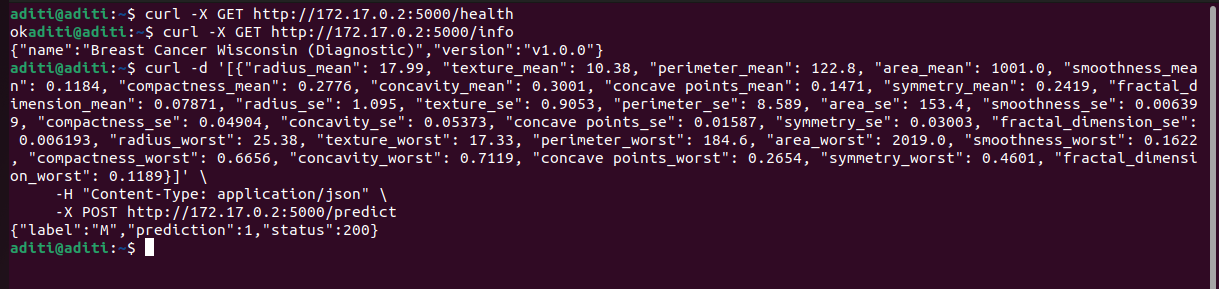 aditi@aditi:~$ curl -X GET http://172.17.0.2:5000/health
okaditi@aditi:~$ curl -X GET http://172.17.0.2:5000/info
{"name":"Breast Cancer Wisconsin (Diagnostic)","version":"v1.0.0"}
aditi@aditi:~$ curl -d '[{"radius_mean": 17.99, "texture_mean": 10.38, "perimeter_mean": 122.8, "area_mean": 1001.0, "smoothness_mea
n": 0.1184, "compactness_mean": 0.2776, "concavity_mean": 0.3001, "concave points_mean": 0.1471, "symmetry_mean": 0.2419, "fractal_d
imension_mean": 0.07871, "radius_se": 1.095, "texture_se": 0.9053, "perimeter_se": 8.589, "area_se": 153.4, "smoothness_se": 0.00639
9, "compactness_se": 0.04904, "concavity_se": 0.05373, "concave points_se": 0.01587, "symmetry_se": 0.03003, "fractal_dimension_se":
 0.006193, "radius_worst": 25.38, "texture_worst": 17.33, "perimeter_worst": 184.6, "area_worst": 2019.0, "smoothness_worst": 0.1622
, "compactness_worst": 0.6656, "concavity_worst": 0.7119, "concave points_worst": 0.2654, "symmetry_worst": 0.4601, "fractal_dimensi
on_worst": 0.1189}]' \
     -H "Content-Type: application/json" \
     -X POST http://172.17.0.2:5000/predict
{"label":"M","prediction":1,"status":200}
aditi@aditi:~$